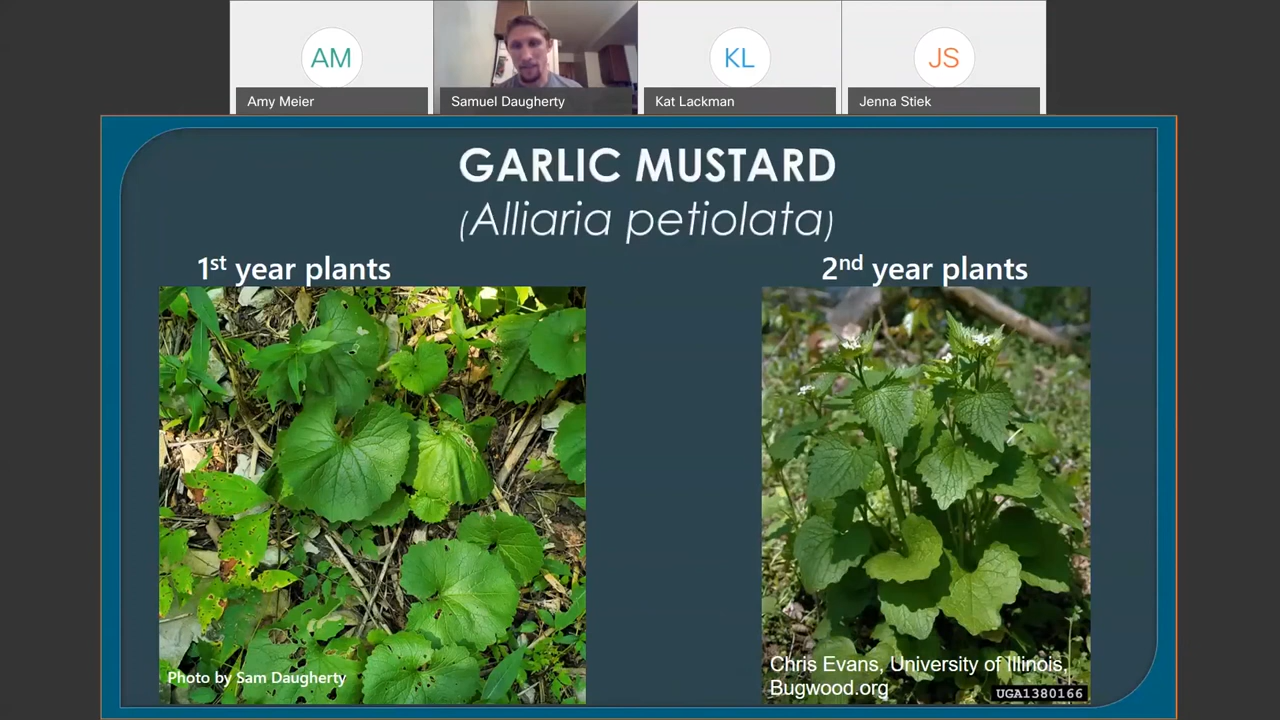 AM
KL
JS
Amy Meier
Samuel Daugherty
Kat Lackman
Jenna Stiek
GARLIC MUSTARD
(Alliaria petiolata)
1st year plants
2nd year plants
Photo by Sam Daugherty
Chris Evans, University of Illinois,
Bugwood.org
UGA1380166